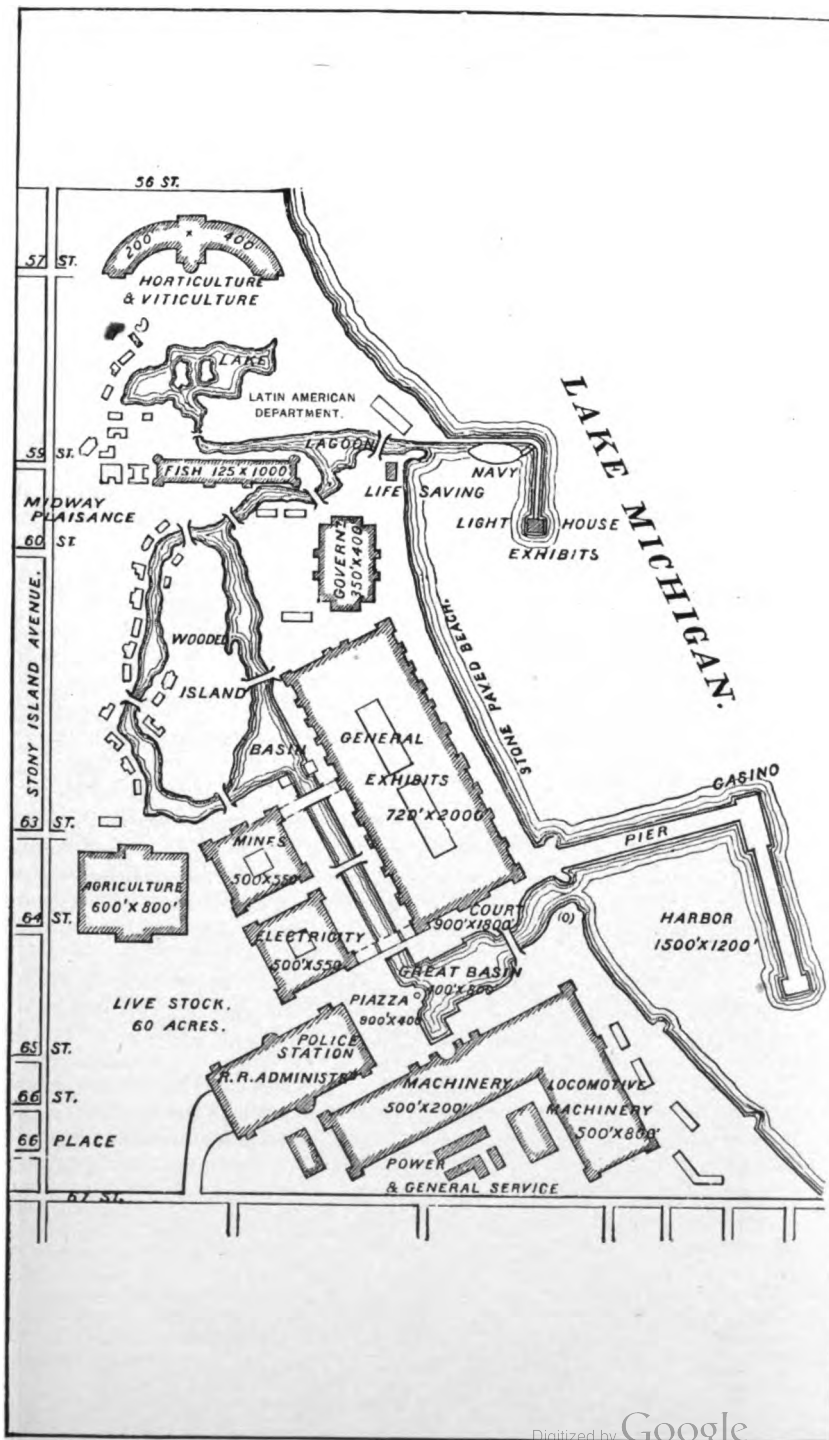 56 ST.
200' × 400'
57 ST.
HORTICULTURE
& VITICULTURE
LAKE
LATIN AMERICAN
DEPARTMENT.
LAGOON
59 ST.
FISH 125 X 1000
NAVY
LIFE SAVING
MIDWAY
PLAISANCE
LIGHT HOUSE
EXHIBITS
60 ST.
GOVERNT.
350'X400'
LAKE MICHIGAN.
STONY ISLAND AVENUE.
WOODED
ISLAND
STONE PAVED BEACH.
BASIN
GENERAL
EXHIBITS
720'X2000'
CASINO
PIER
63 ST.
MINES
500'X550'
AGRICULTURE
600'X800'
64 ST.
COURT
900'X1800'
HARBOR
1500'X1200'
(O)
ELECTRICITY
500'X550'
GREAT BASIN
PIAZZA
800'X400'
LIVE STOCK.
60 ACRES.
65 ST.
POLICE
STATION
R.R. ADMINISTR
MACHINERY
500'X200'
LOCOMOTIVE
MACHINERY
500'X800'
66 ST.
66 PLACE
POWER
& GENERAL SERVICE
67 ST.
Digitized by Google